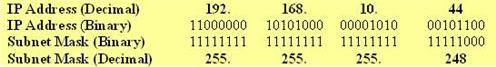 IP Address (Decimal) 192. 168. 10. 44
IP Address (Binary) 11000000 10101000 00001010 00101100
Subnet Mask (Binary) 11111111 11111111 11111111 11111000
Subnet Mask (Decimal) 255. 255. 255. 248